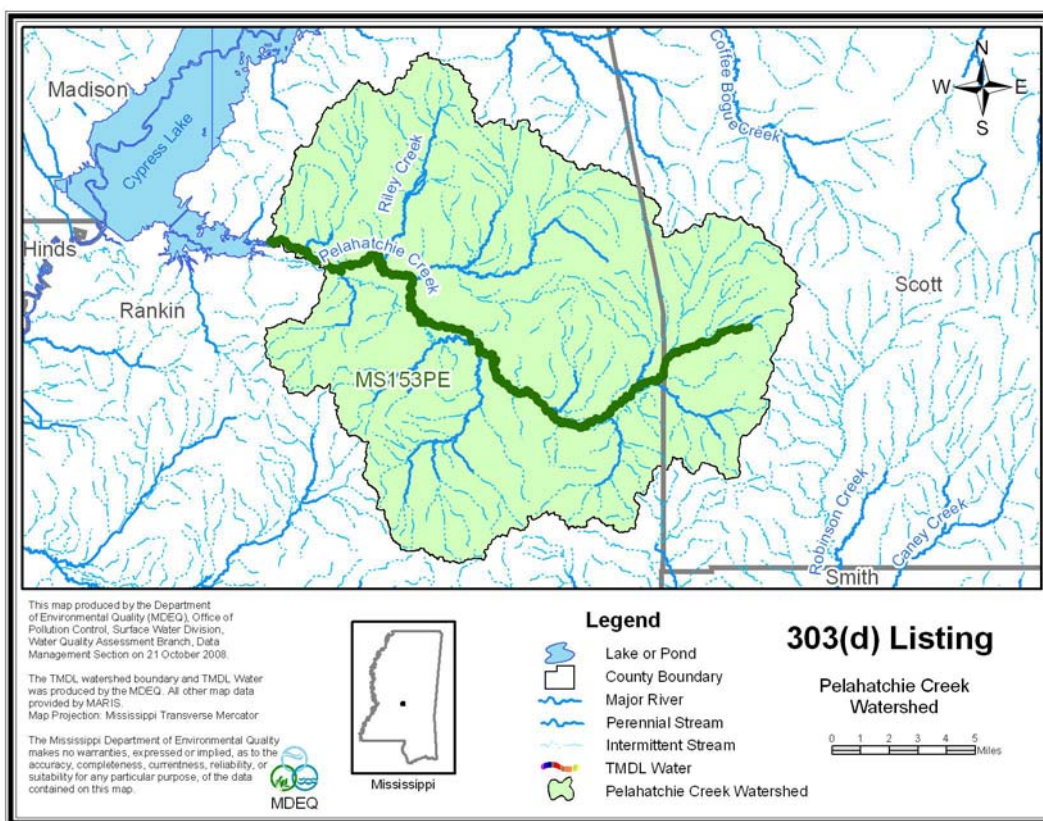 Madison
Cypress Lake
Coffee Bogue Creek
N
W E
S
Riley Creek
Hinds
Pelahatchie Creek
Rankin
Scott
MS153PE
Robinson Creek
Caney Creek
Smith
This map produced by the Department
of Environmental Quality (MDEQ), Office of
Pollution Control, Surface Water Division,
Water Quality Assessment Branch, Data
Management Section on 21 October 2008.
The TMDL watershed boundary and TMDL Water
was produced by the MDEQ. All other map data
provided by MARIS.
Map Projection: Mississippi Transverse Mercator
The Mississippi Department of Environmental Quality
makes no warranties, expressed or implied, as to the
accuracy, completeness, currentness, reliability, or
suitability for any particular purpose, of the data
contained on this map.
MDEQ
Mississippi
Legend
Lake or Pond
County Boundary
Major River
Perennial Stream
Intermittent Stream
TMDL Water
Pelahatchie Creek Watershed
303(d) Listing
Pelahatchie Creek
Watershed
0 1 2 3 4 5
Miles